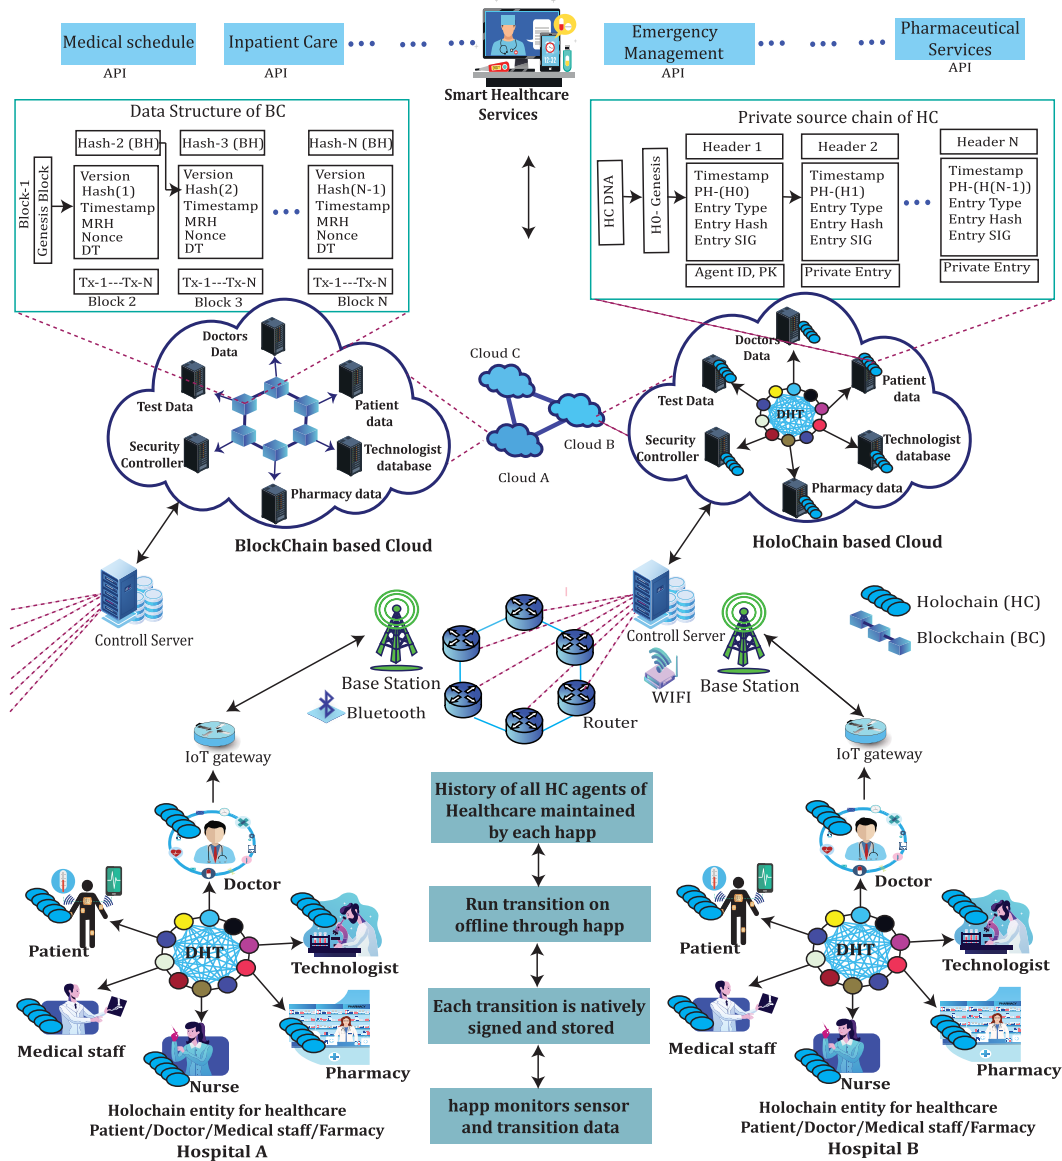 Medical schedule
API
Inpatient Care
API
Smart Healthcare
Services
Emergency
Management
API
Pharmaceutical
Services
API
Data Structure of BC
Block-1
Genesis Block
Hash-2 (BH)
Version
Hash(1)
Timestamp
MRH
Nonce
DT
Tx-1---Tx-N
Block 2
Hash-3 (BH)
Version
Hash(2)
Timestamp
MRH
Nonce
DT
Tx-1---Tx-N
Block 3
Hash-N (BH)
Version
Hash(N-1)
Timestamp
MRH
Nonce
DT
Tx-1---Tx-N
Block N
Private source chain of HC
HC DNA
H0- Genesis
Header 1
Timestamp
PH-(H0)
Entry Type
Entry Hash
Entry SIG
Agent ID, PK
Header 2
Timestamp
PH-(H1)
Entry Type
Entry Hash
Entry SIG
Private Entry
Header N
Timestamp
PH-(H(N-1))
Entry Type
Entry Hash
Entry SIG
Private Entry
Doctors
Data
Test Data
Patient
data
Security
Controller
Technologist
database
Pharmacy data
BlockChain based Cloud
Cloud C
Cloud B
Cloud A
Doctors
Data
Test Data
DHT
Patient
data
Security
Controller
Technologist
database
Pharmacy data
HoloChain based Cloud
Controll Server
Base Station
Bluetooth
Router
Controll Server
WIFI
Base Station
Holochain (HC)
Blockchain (BC)
IoT gateway
Doctor
Patient
DHT
Technologist
Medical staff
Nurse
Pharmacy
Holochain entity for healthcare
Patient/Doctor/Medical staff/Farmacy
Hospital A
History of all HC agents of
Healthcare maintained
by each happ
Run transition on
offline through happ
Each transition is natively
signed and stored
happ monitors sensor
and transition data
IoT gateway
Doctor
Patient
DHT
Technologist
Medical staff
Nurse
Pharmacy
Holochain entity for healthcare
Patient/Doctor/Medical staff/Farmacy
Hospital B